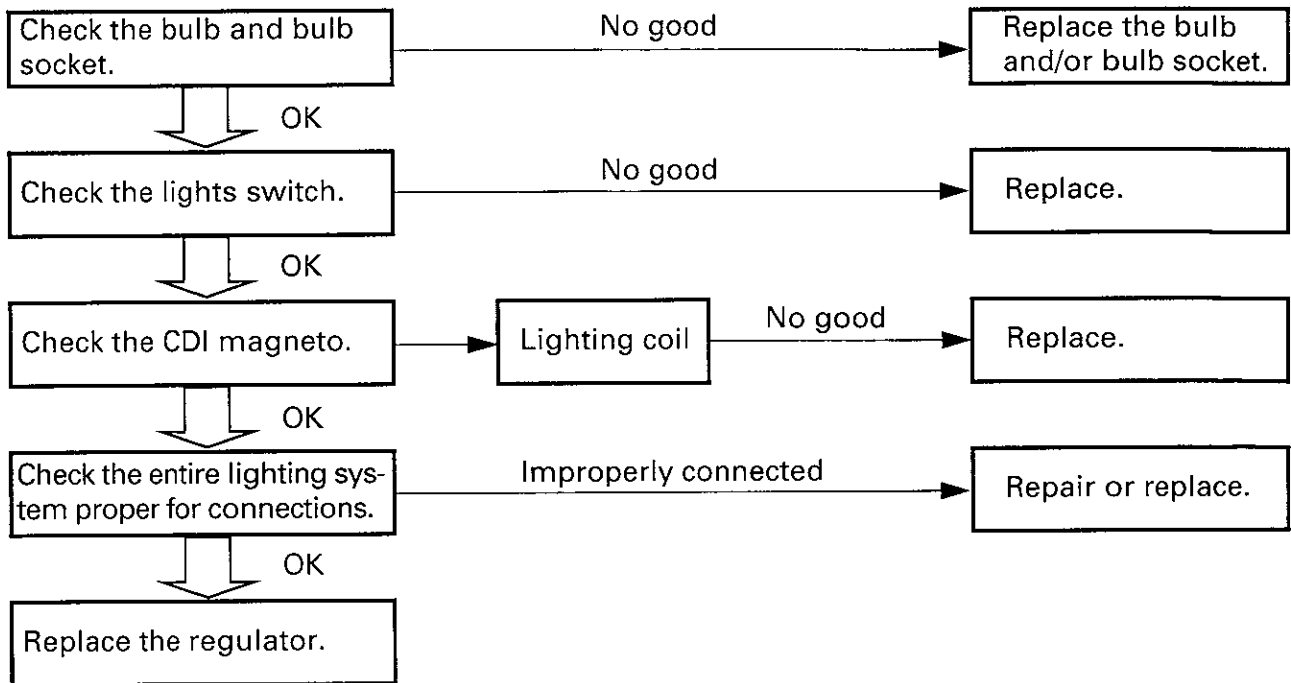 Check the bulb and bulb
socket.
No good
Replace the bulb
and/or bulb socket.
OK
Check the lights switch.
No good
Replace.
OK
Check the CDI magneto.
Lighting coil
No good
Replace.
OK
Check the entire lighting sys-
tem proper for connections.
Improperly connected
Repair or replace.
OK
Replace the regulator.